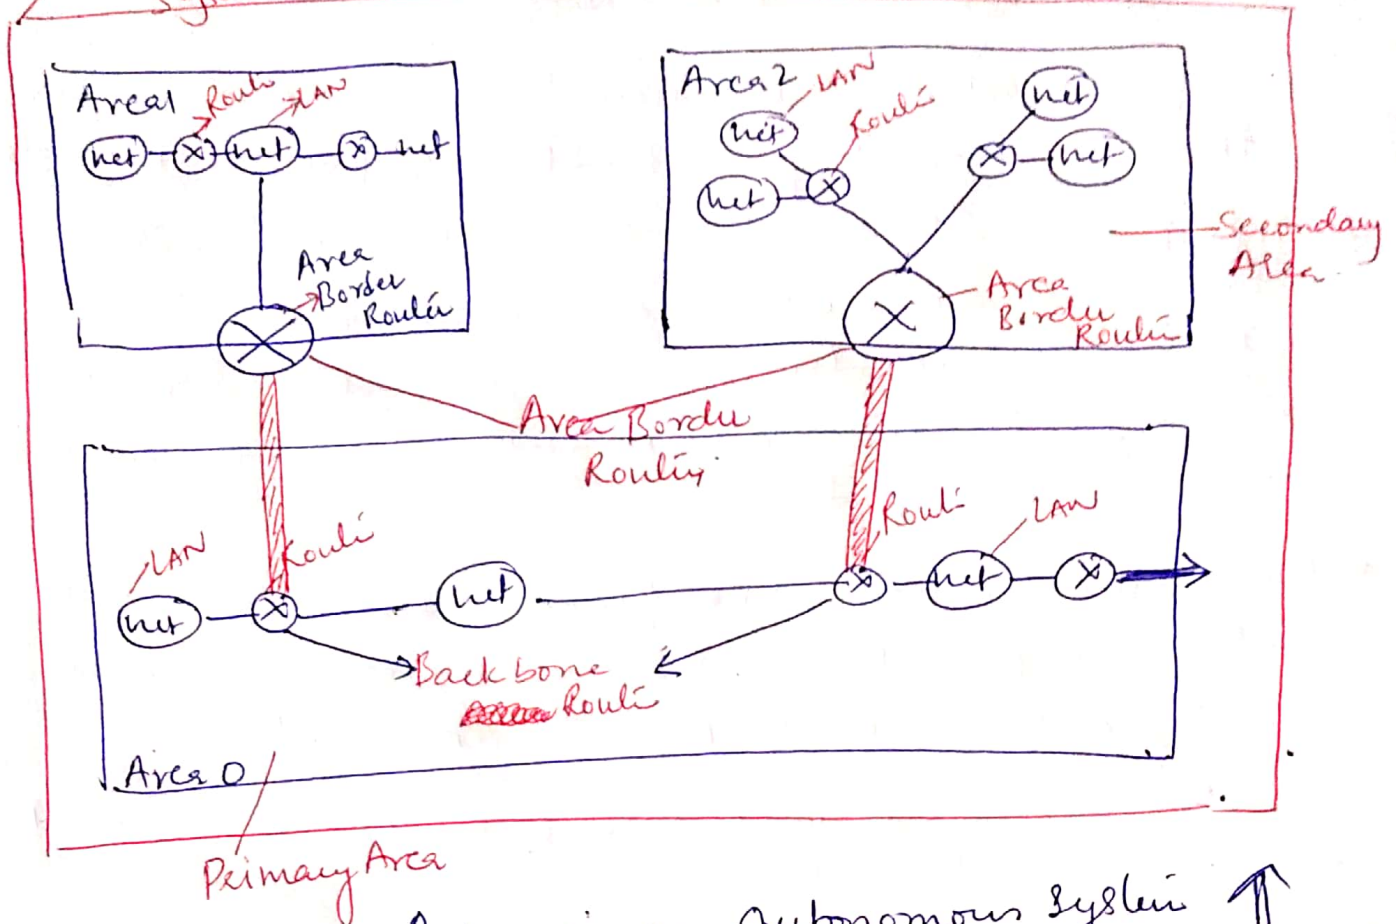 Area1
Router
LAN
net
X
net
X
net
Area
Border
Router
Area 2
LAN
Router
net
net
X
net
X
net
X
X
Area
Border
Router
Secondary
Area
Area Border
Router
LAN
Router
net
X
net
Router
LAN
X
net
X
Backbone
Router
Area 0
Primary Area
Autonomous System